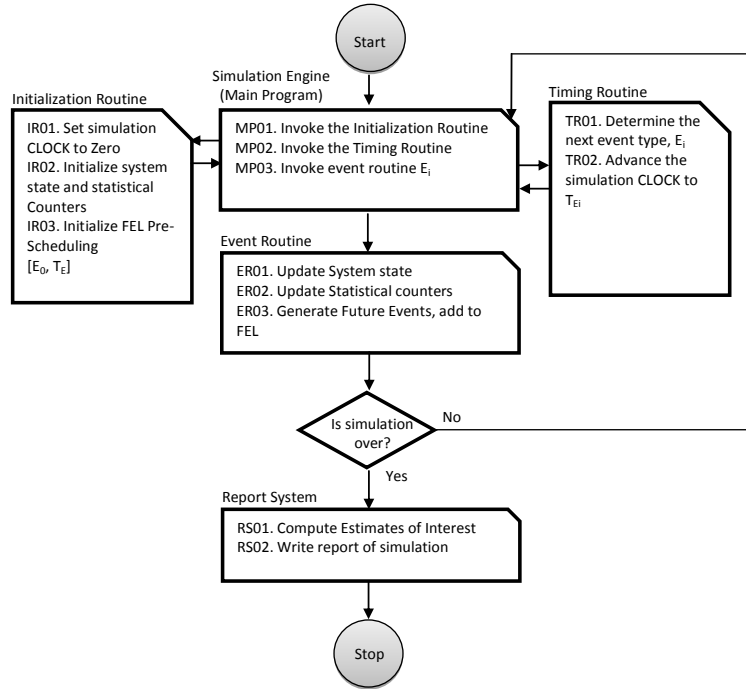 Start
Simulation Engine
(Main Program)
Initialization Routine
Timing Routine
IR01. Set simulation
CLOCK to Zero
IR02. Initialize system
state and statistical
Counters
IR03. Initialize FEL Pre-
Scheduling
[E₀, Tᴇ]
MP01. Invoke the Initialization Routine
MP02. Invoke the Timing Routine
MP03. Invoke event routine Eᵢ
TR01. Determine the
next event type, Eᵢ
TR02. Advance the
simulation CLOCK to
Tᴇᵢ
Event Routine
ER01. Update System state
ER02. Update Statistical counters
ER03. Generate Future Events, add to
FEL
Is simulation
over?
No
Yes
Report System
RS01. Compute Estimates of Interest
RS02. Write report of simulation
Stop